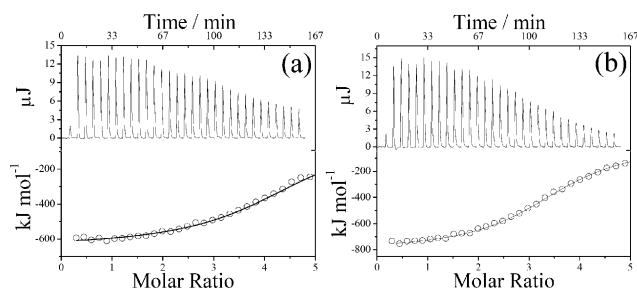 Time / min
0 33 67 100 133 167
(a)
15
12
9
6
3
0
µJ
-200
-400
-600
kJ mol⁻¹
0 1 2 3 4 5
Molar Ratio
Time / min
0 33 67 100 133 167
(b)
15
12
9
6
3
0
µJ
-200
-400
-600
-800
kJ mol⁻¹
0 1 2 3 4 5
Molar Ratio